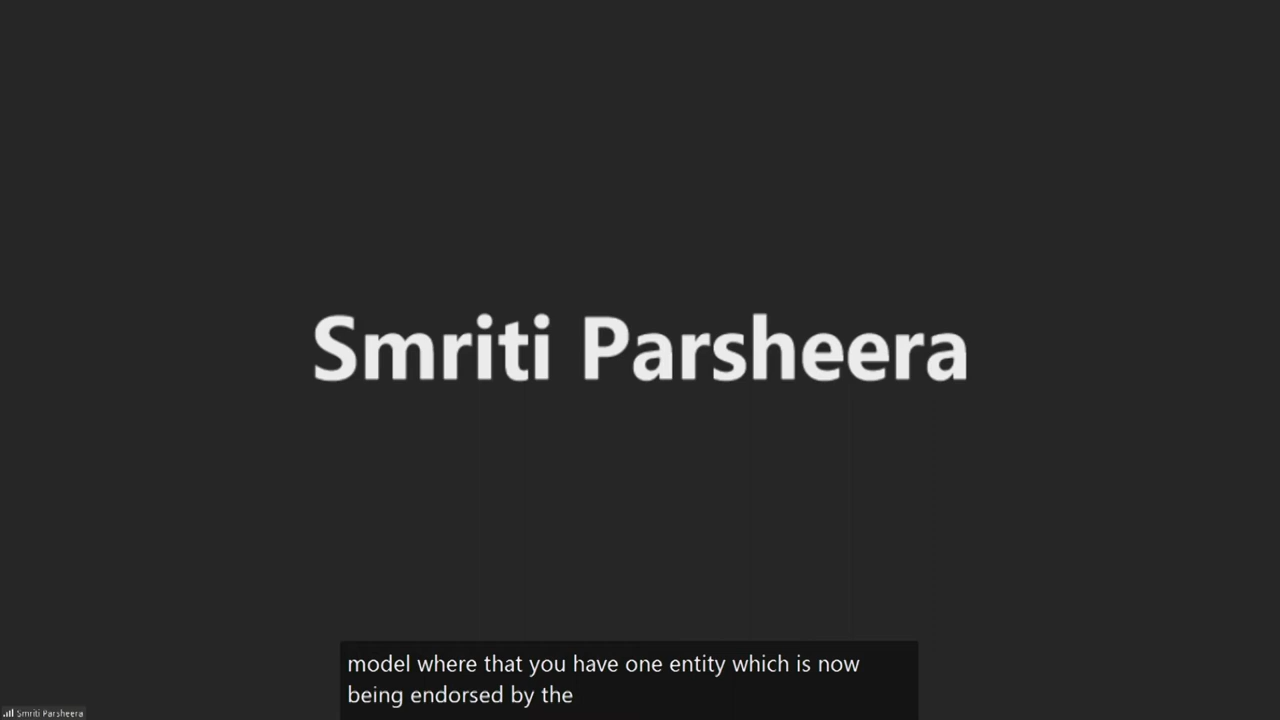 Smriti Parsheera
model where that you have one entity which is now
being endorsed by the
Smriti Parsheera